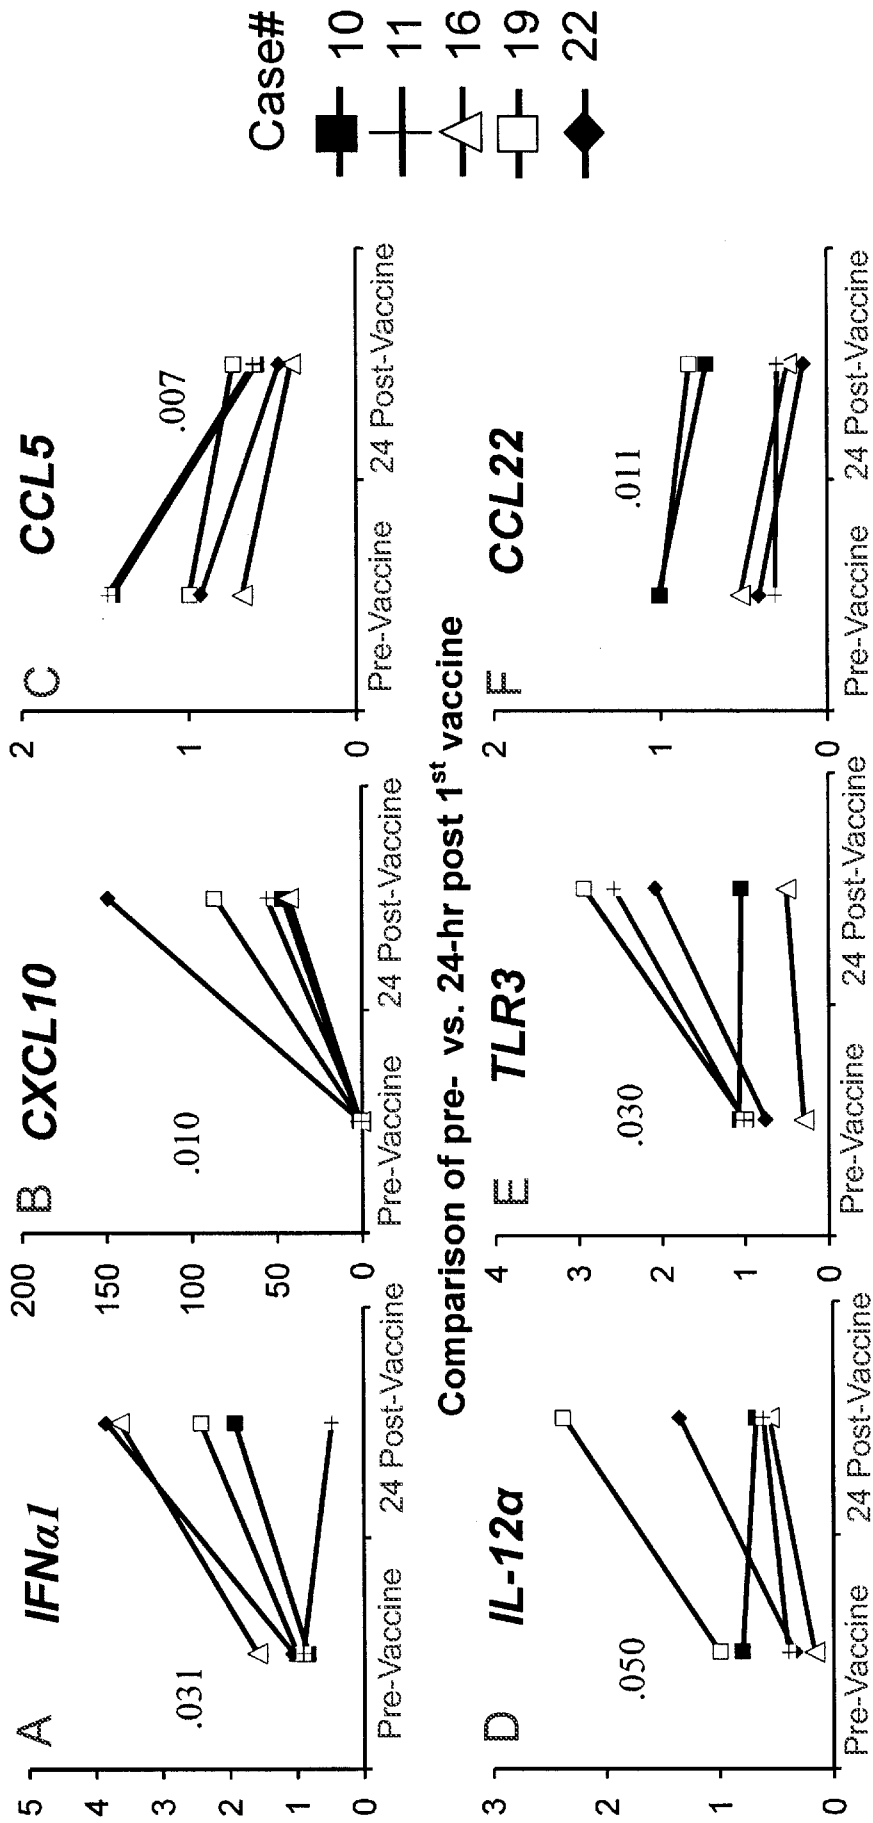 A
IFNα1
.031
5
4
3
2
1
0
Pre-Vaccine
24 Post-Vaccine
B
CXCL10
.010
200
150
100
50
0
Pre-Vaccine
24 Post-Vaccine
C
CCL5
.007
2
1
0
Pre-Vaccine
24 Post-Vaccine
Case#
10
11
16
19
22
Comparison of pre- vs. 24-hr post 1st vaccine
D
IL-12α
.050
3
2
1
0
Pre-Vaccine
24 Post-Vaccine
E
TLR3
.030
4
3
2
1
0
Pre-Vaccine
24 Post-Vaccine
F
CCL22
.011
2
1
0
Pre-Vaccine
24 Post-Vaccine